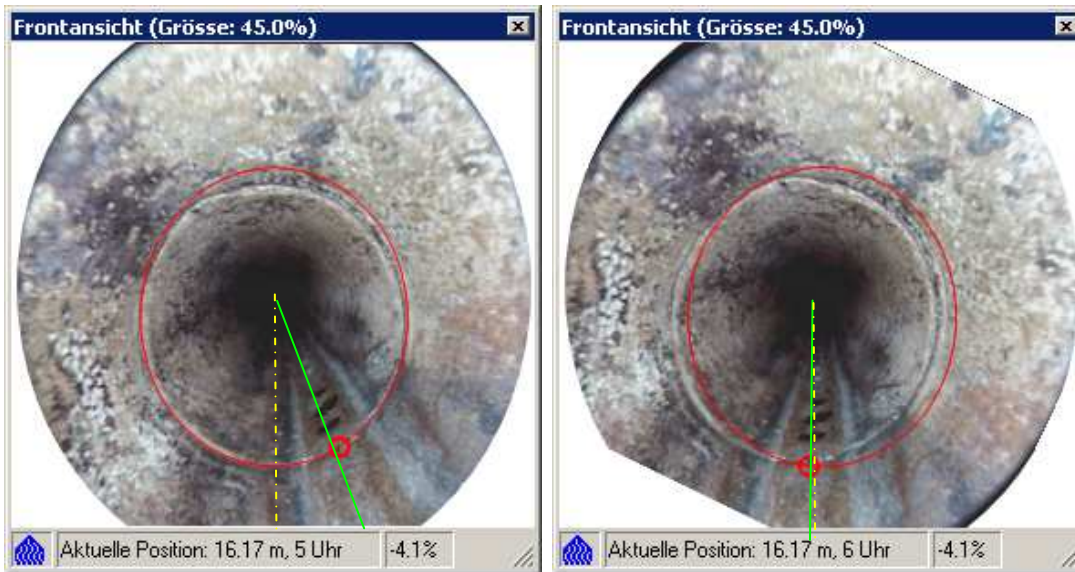 Frontansicht (Grösse: 45.0%)
Aktuelle Position: 16.17 m, 5 Uhr
-4.1%
Frontansicht (Grösse: 45.0%)
Aktuelle Position: 16.17 m, 6 Uhr
-4.1%